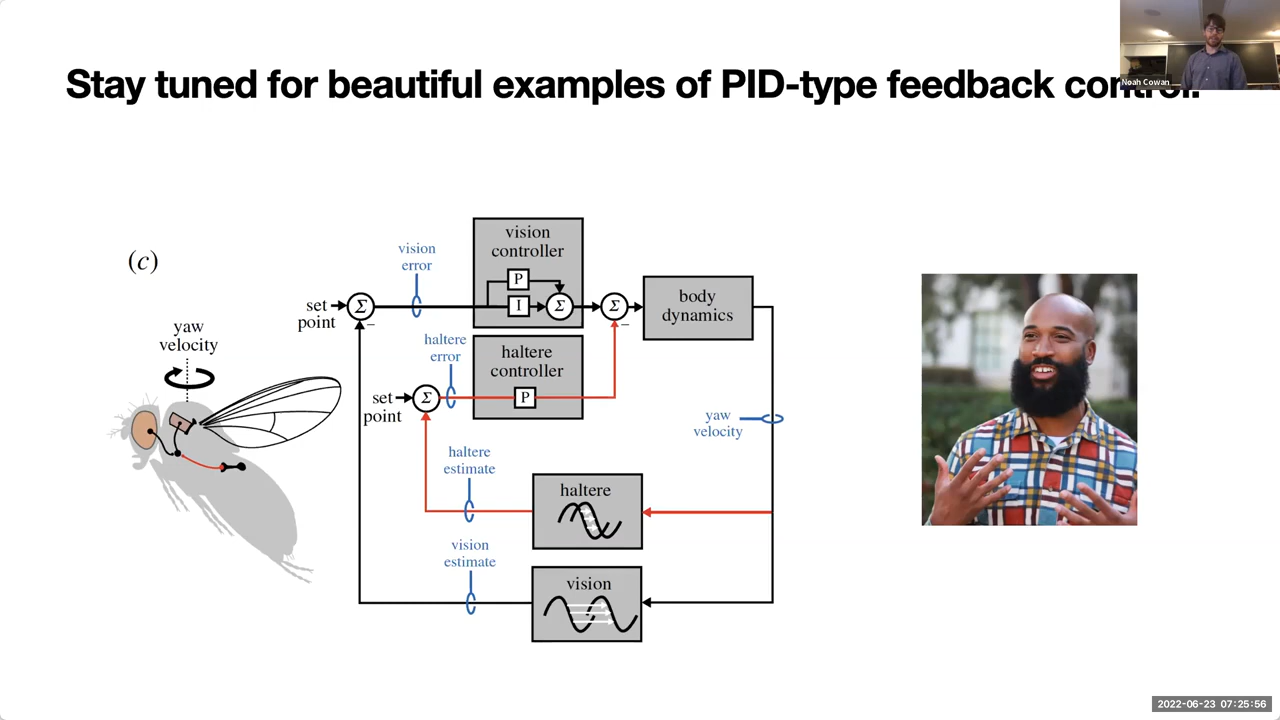 Stay tuned for beautiful examples of PID-type feedback control.
Noah Cowan
(c)
yaw
velocity
set
point
Σ
–
vision
error
vision
controller
P
I
Σ
Σ
–
body
dynamics
haltere
error
haltere
controller
P
set
point
Σ
yaw
velocity
haltere
estimate
haltere
vision
estimate
vision
2022-06-23 07:25:56